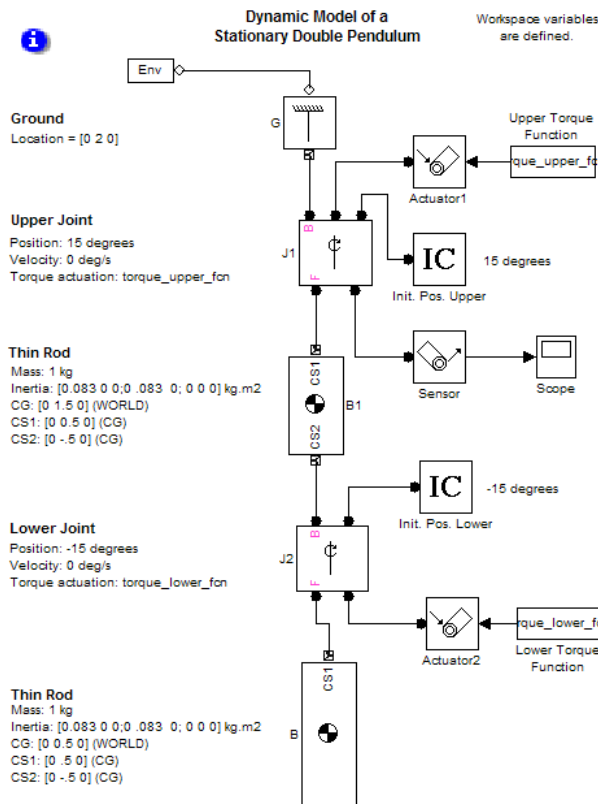 Dynamic Model of a
Stationary Double Pendulum
Workspace variables
are defined.
i
Env
Ground
Location = [0 2 0]
G
Upper Torque
Function
rque_upper_fc
Actuator1
Upper Joint
Position: 15 degrees
Velocity: 0 deg/s
Torque actuation: torque_upper_fcn
B
J1
F
IC
15 degrees
Init. Pos. Upper
Thin Rod
Mass: 1 kg
Inertia: [0.083 0 0;0 .083 0; 0 0 0] kg.m2
CG: [0 1.5 0] (WORLD)
CS1: [0 0.5 0] (CG)
CS2: [0 -.5 0] (CG)
CS1
CS2
B1
Sensor
Scope
IC
-15 degrees
Init. Pos. Lower
Lower Joint
Position: -15 degrees
Velocity: 0 deg/s
Torque actuation: torque_lower_fcn
B
J2
F
rque_lower_f
Actuator2
Lower Torque
Function
Thin Rod
Mass: 1 kg
Inertia: [0.083 0 0;0 .083 0; 0 0 0] kg.m2
CG: [0 0.5 0] (WORLD)
CS1: [0 .5 0] (CG)
CS2: [0 -.5 0] (CG)
CS1
B